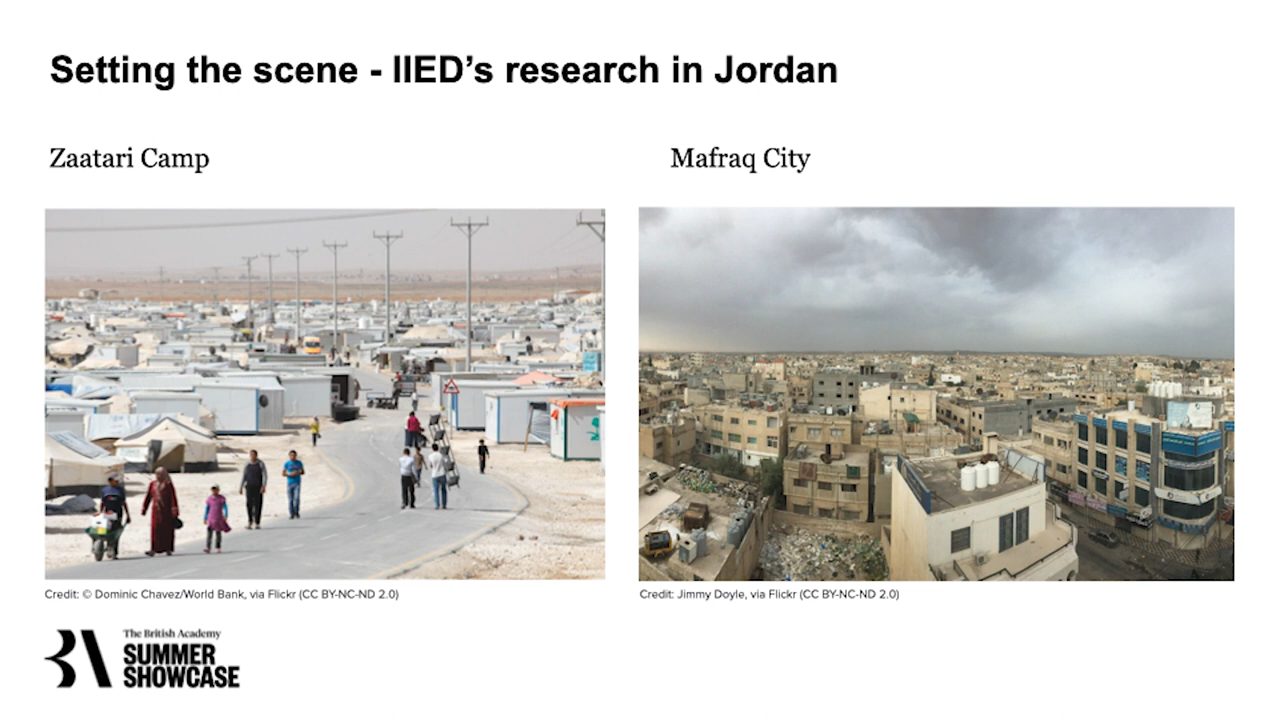 Setting the scene - IIED’s research in Jordan
Zaatari Camp
Mafraq City
Credit: © Dominic Chavez/World Bank, via Flickr (CC BY-NC-ND 2.0)
Credit: Jimmy Doyle, via Flickr (CC BY-NC-ND 2.0)
The British Academy
SUMMER
SHOWCASE